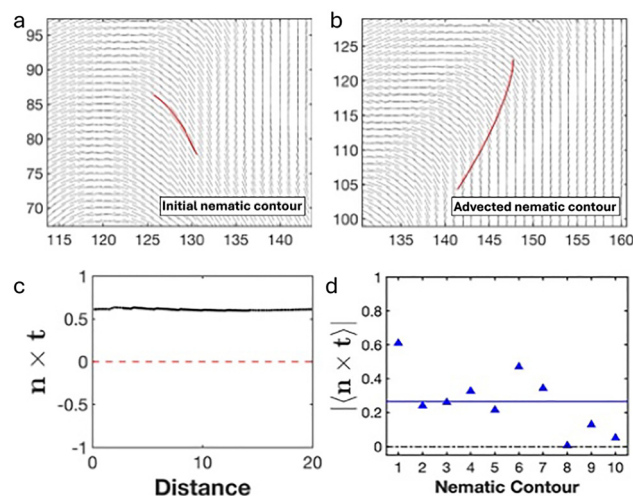 a
95
90
85
80
75
70
115 120 125 130 135 140
Initial nematic contour
b
125
120
115
110
105
100
135 140 145 150 155 160
Advected nematic contour
c
1
0.5
0
-0.5
-1
n × t
0 10 20
Distance
d
1
0.8
0.6
0.4
0.2
0
|⟨n × t⟩|
1 2 3 4 5 6 7 8 9 10
Nematic Contour